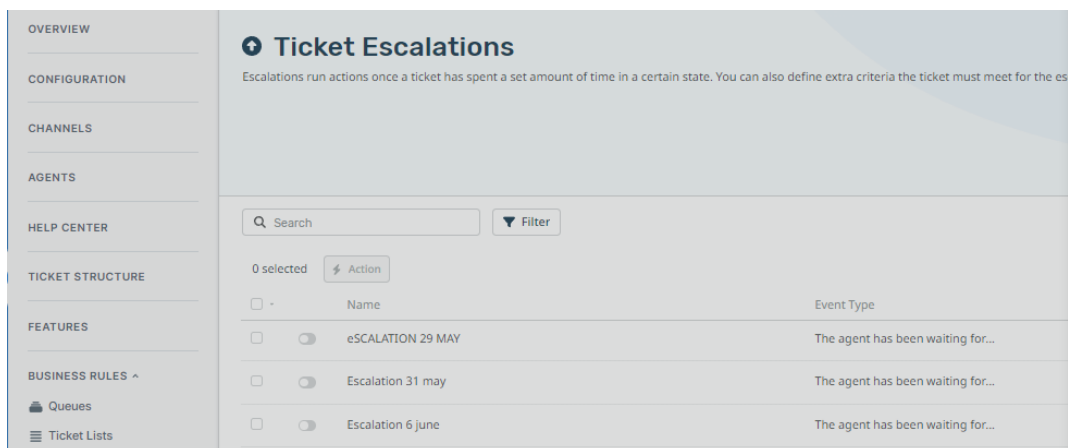 OVERVIEW
CONFIGURATION
CHANNELS
AGENTS
HELP CENTER
TICKET STRUCTURE
FEATURES
BUSINESS RULES
Queues
Ticket Lists
Ticket Escalations
Escalations run actions once a ticket has spent a set amount of time in a certain state. You can also define extra criteria the ticket must meet for the es
Search
Filter
0 selected
Action
Name Event Type
eSCALATION 29 MAY The agent has been waiting for...
Escalation 31 may The agent has been waiting for...
Escalation 6 june The agent has been waiting for...